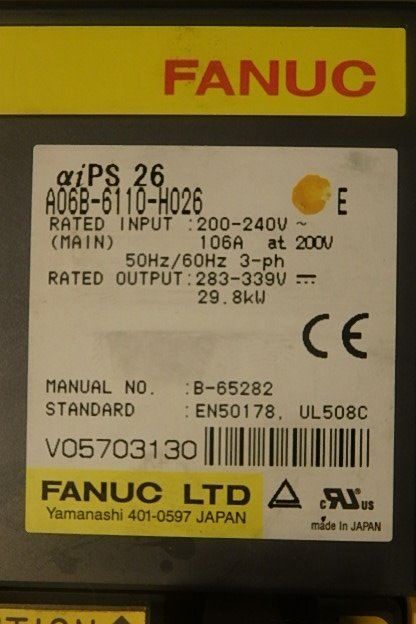 FANUC
αiPS 26
A06B-6110-H026
E
RATED INPUT :200-240V ~
(MAIN) 106A at 200V
50Hz/60Hz 3-ph
RATED OUTPUT:283-339V ⎓
29.8kW
CE
MANUAL NO. :B-65282
STANDARD :EN50178, UL508C
V05703130
FANUC LTD
Yamanashi 401-0597 JAPAN
c RU US
made In JAPAN